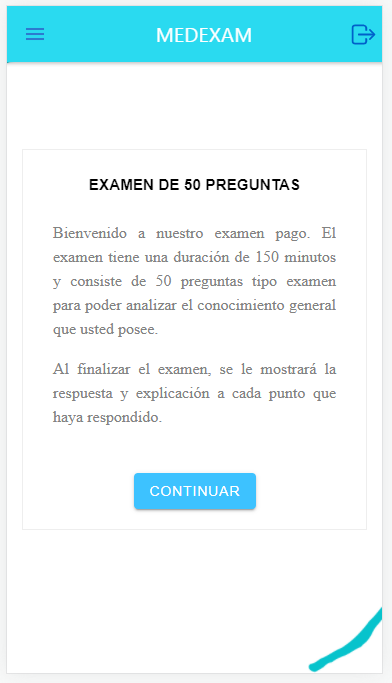 MEDEXAM
EXAMEN DE 50 PREGUNTAS
Bienvenido a nuestro examen pago. El
examen tiene una duración de 150 minutos
y consiste de 50 preguntas tipo examen
para poder analizar el conocimiento general
que usted posee.
Al finalizar el examen, se le mostrará la
respuesta y explicación a cada punto que
haya respondido.
CONTINUAR